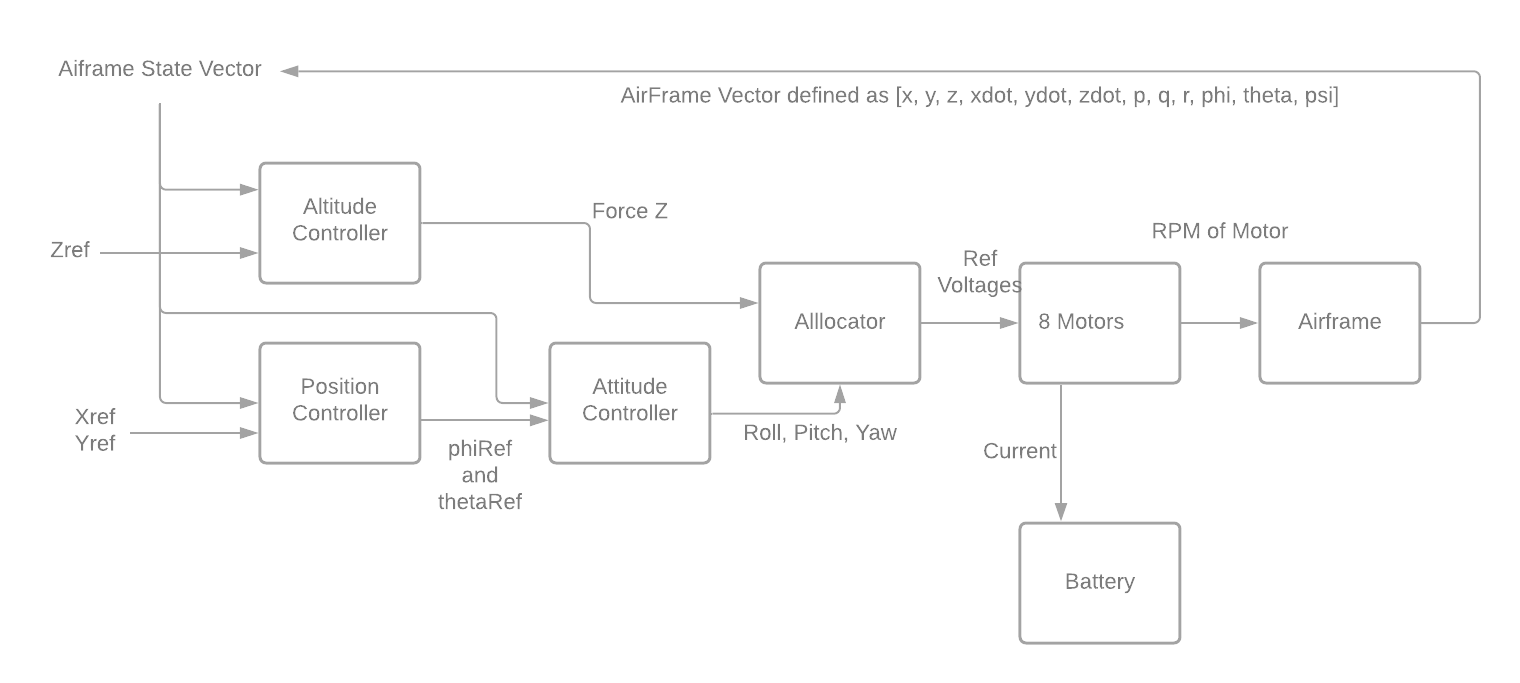 Aiframe State Vector
AirFrame Vector defined as [x, y, z, xdot, ydot, zdot, p, q, r, phi, theta, psi]
Altitude
Controller
Force Z
Zref
RPM of Motor
Ref
Voltages
Alllocator
8 Motors
Airframe
Position
Controller
Attitude
Controller
Xref
Yref
Roll, Pitch, Yaw
phiRef
and
thetaRef
Current
Battery